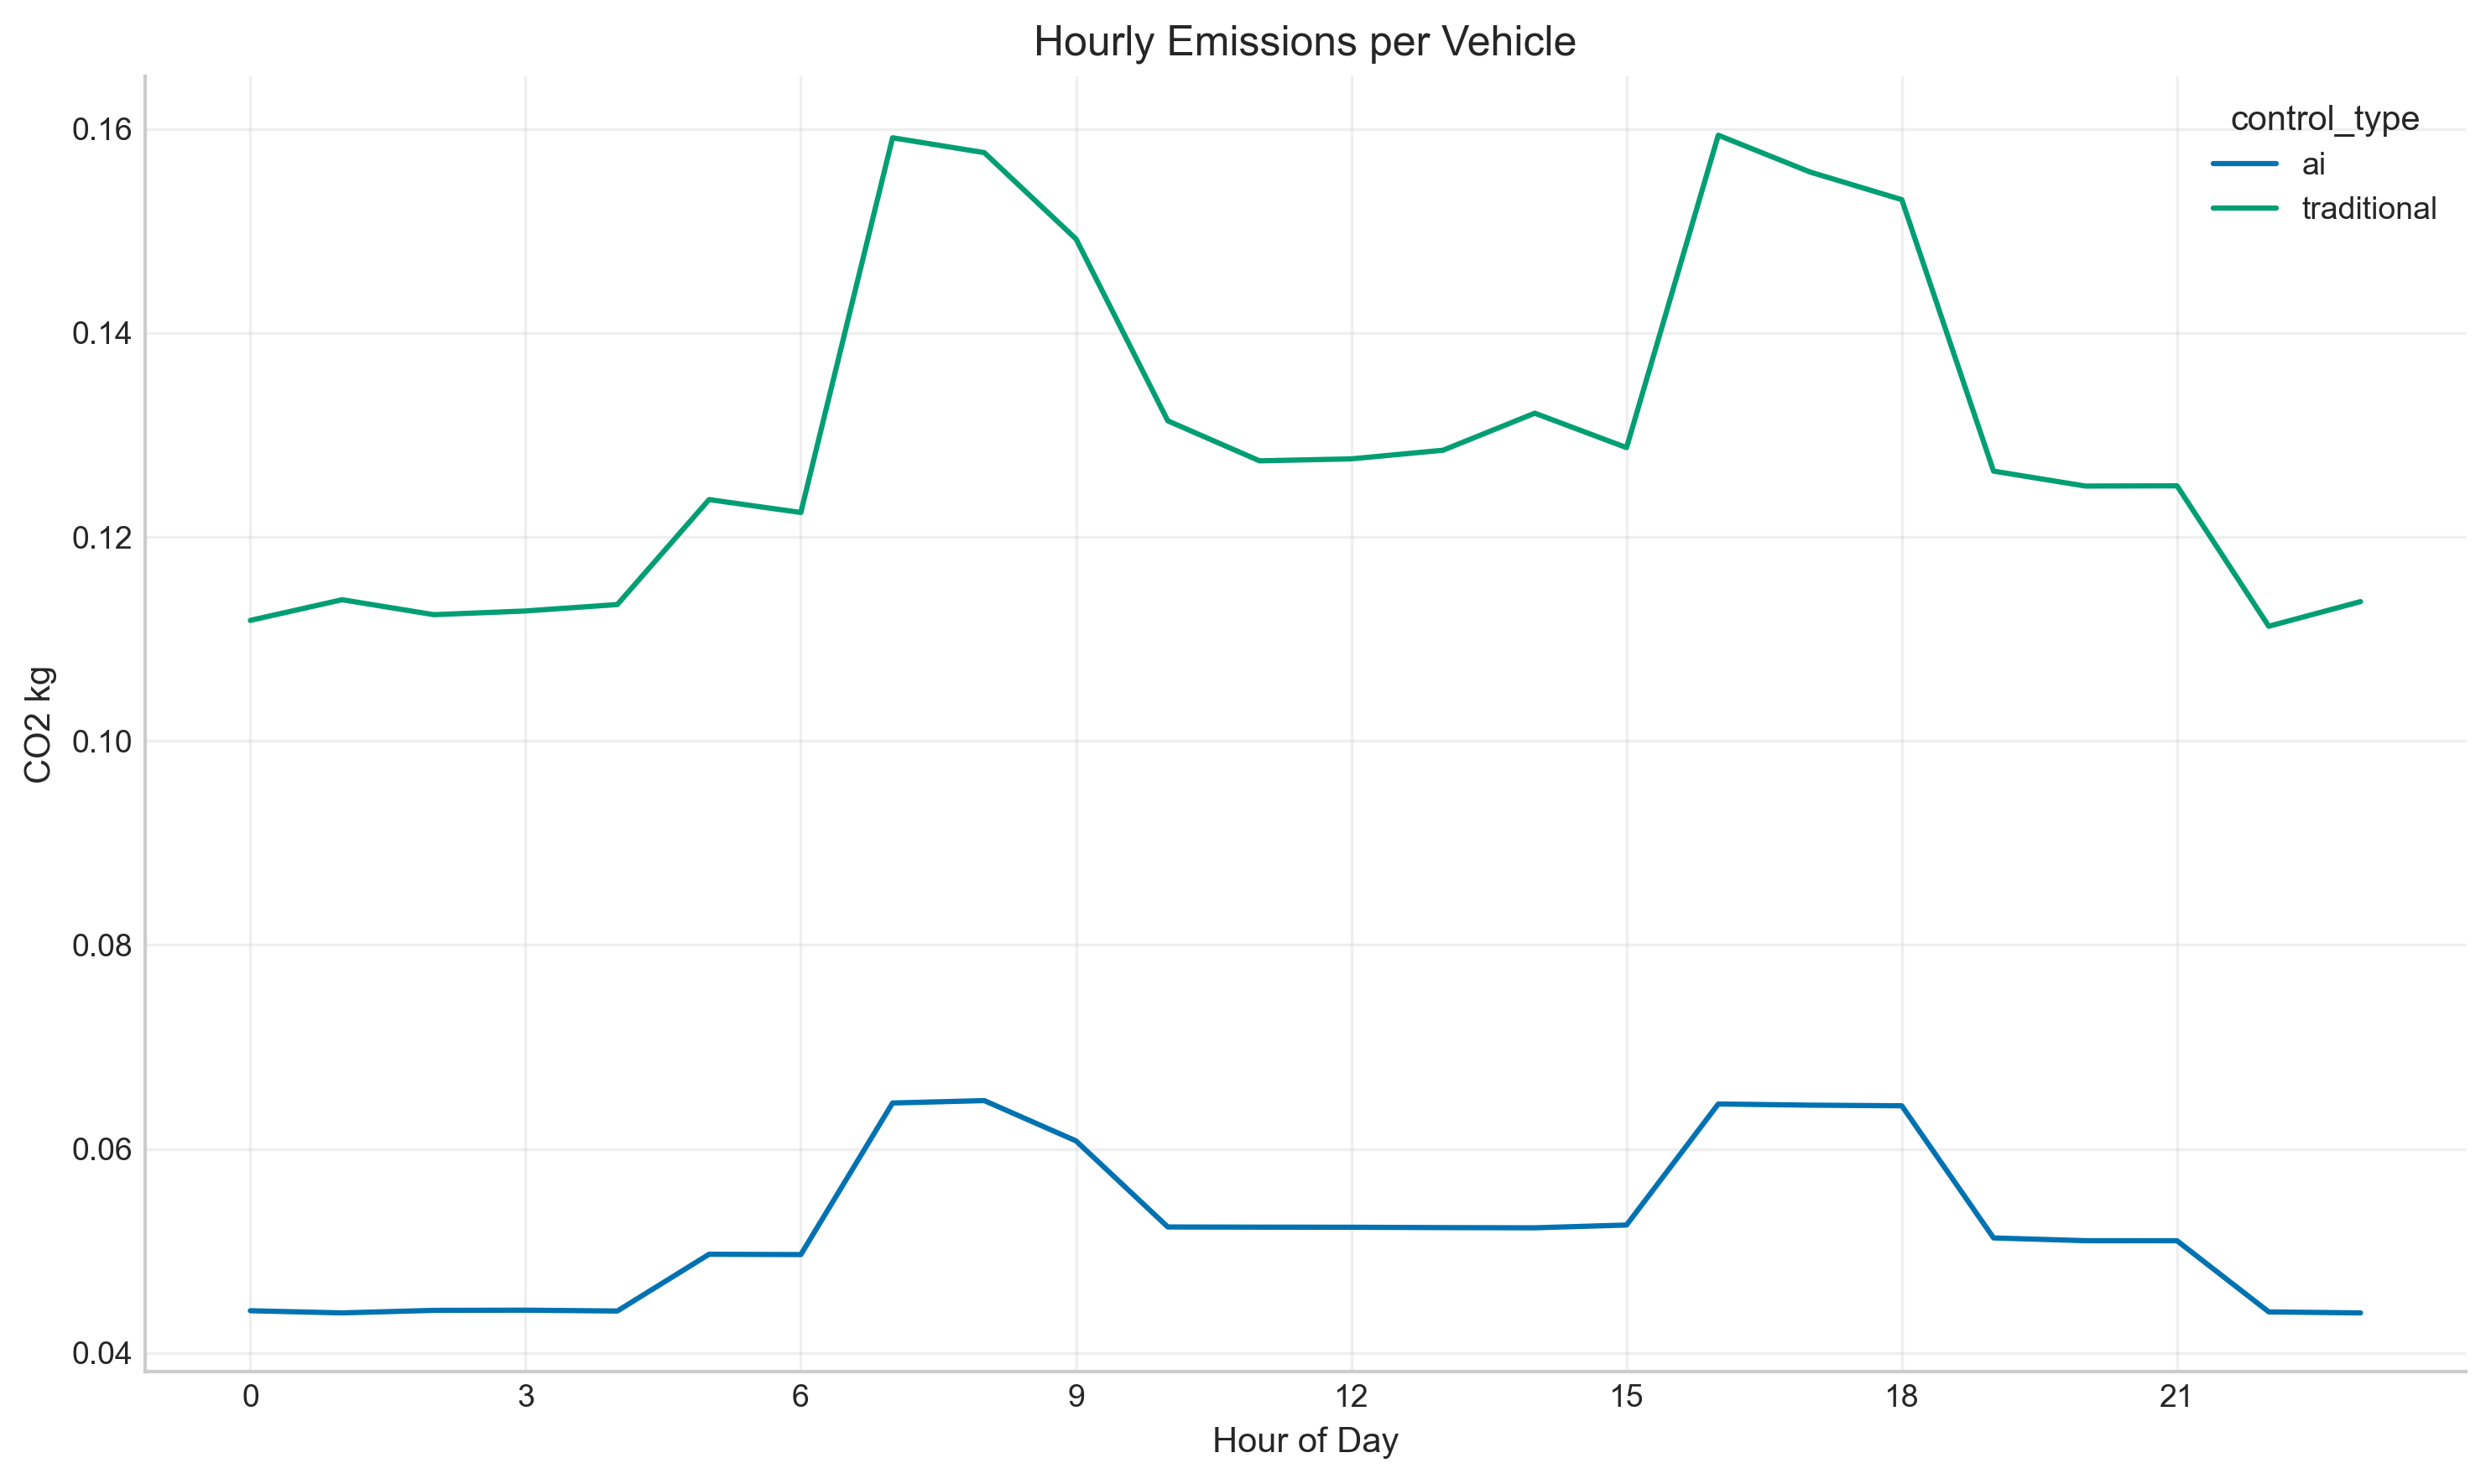 Hourly Emissions per Vehicle
control_type
ai
traditional
CO2 kg
0.16
0.14
0.12
0.10
0.08
0.06
0.04
0 3 6 9 12 15 18 21
Hour of Day